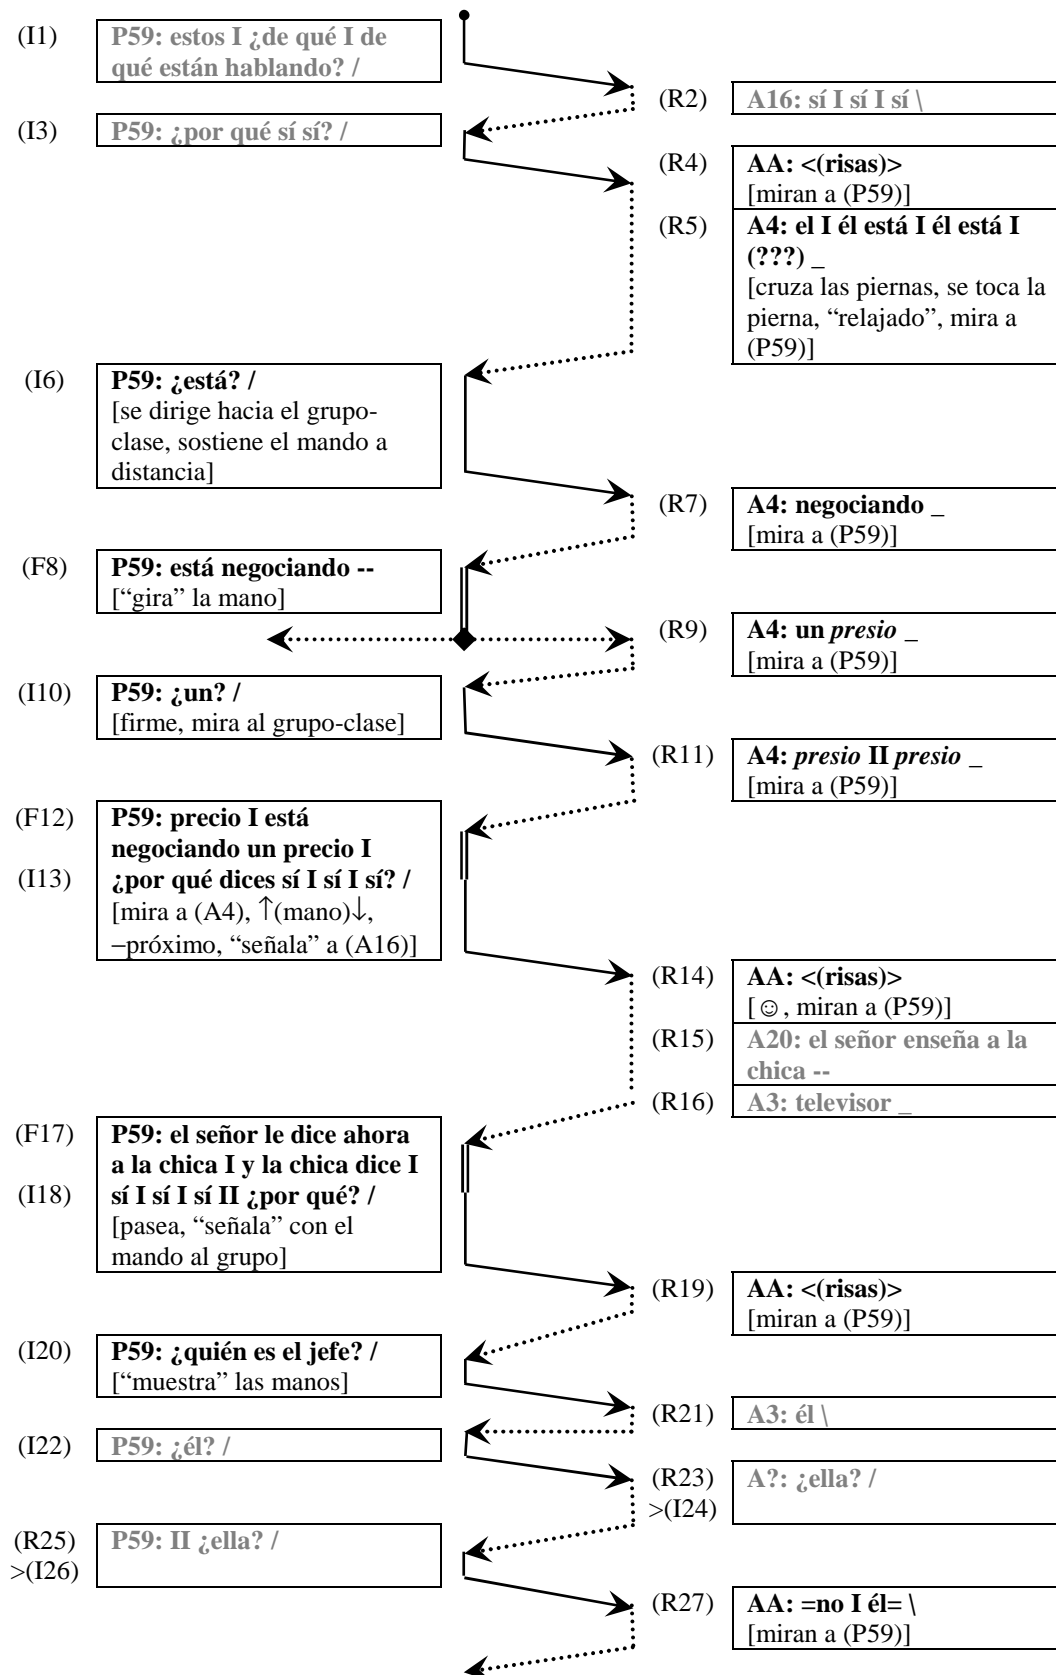 (I1) P59: estos I ¿de qué I de
qué están hablando? /
(R2) A16: sí I sí I sí \
(I3) P59: ¿por qué sí sí? /
(R4) AA: <(risas)>
[miran a (P59)]
(R5) A4: el I él está I él está I
(???) _
[cruza las piernas, se toca la
pierna, “relajado”, mira a
(P59)]
(I6) P59: ¿está? /
[se dirige hacia el grupo-
clase, sostiene el mando a
distancia]
(R7) A4: negociando _
[mira a (P59)]
(F8) P59: está negociando --
[“gira” la mano]
(R9) A4: un presio _
[mira a (P59)]
(I10) P59: ¿un? /
[firme, mira al grupo-clase]
(R11) A4: presio II presio _
[mira a (P59)]
(F12) P59: precio I está
negociando un precio I
(I13) ¿por qué dices sí I sí I sí? /
[mira a (A4), ↑(mano)↓,
−próximo, “señala” a (A16)]
(R14) AA: <(risas)>
[☺, miran a (P59)]
(R15) A20: el señor enseña a la
chica --
(R16) A3: televisor _
(F17) P59: el señor le dice ahora
a la chica I y la chica dice I
(I18) sí I sí I sí II ¿por qué? /
[pasea, “señala” con el
mando al grupo]
(R19) AA: <(risas)>
[miran a (P59)]
(I20) P59: ¿quién es el jefe? /
[“muestra” las manos]
(R21) A3: él \
(I22) P59: ¿él? /
(R23) A?: ¿ella? /
>(I24)
(R25) P59: II ¿ella? /
>(I26)
(R27) AA: =no I él= \
[miran a (P59)]